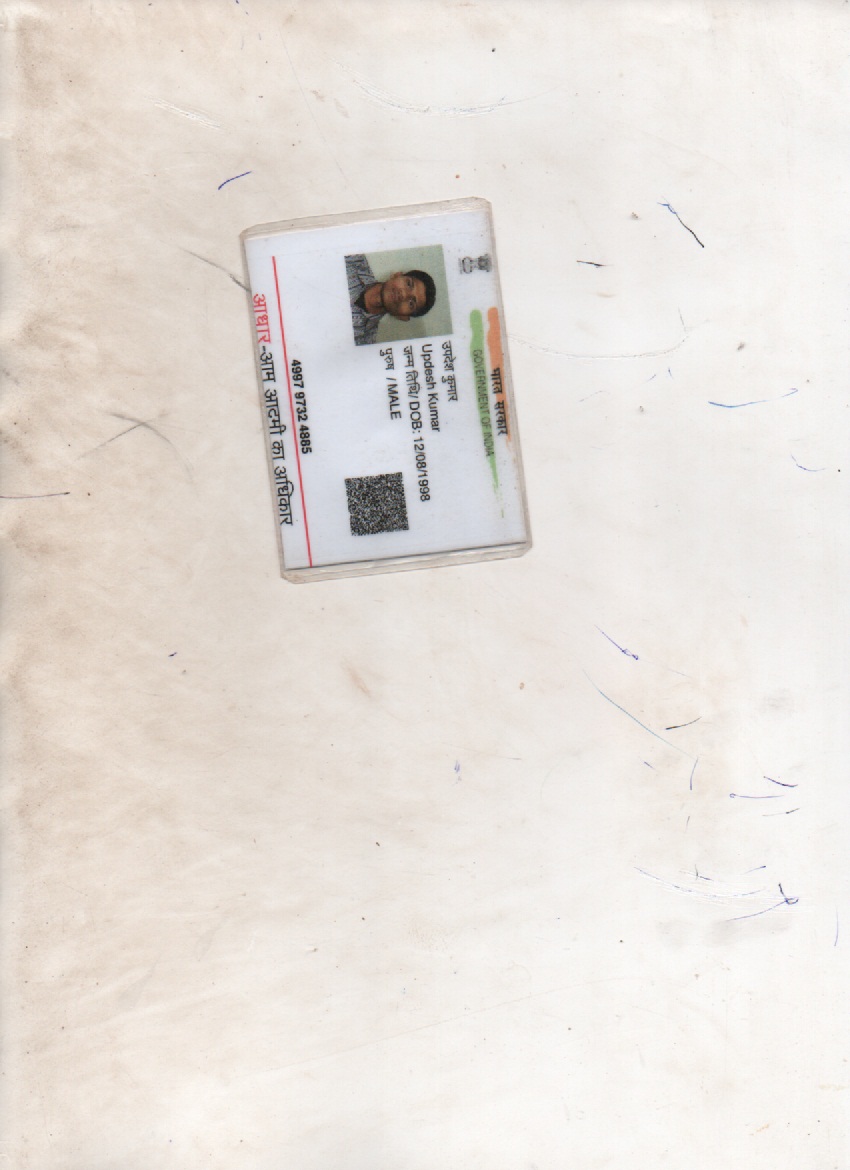 भारत सरकार
GOVERNMENT OF INDIA
उपदेश कुमार
Updesh Kumar
जन्म तिथि/ DOB: 12/08/1998
पुरुष / MALE
4997 9732 4885
आधार-आम आदमी का अधिकार